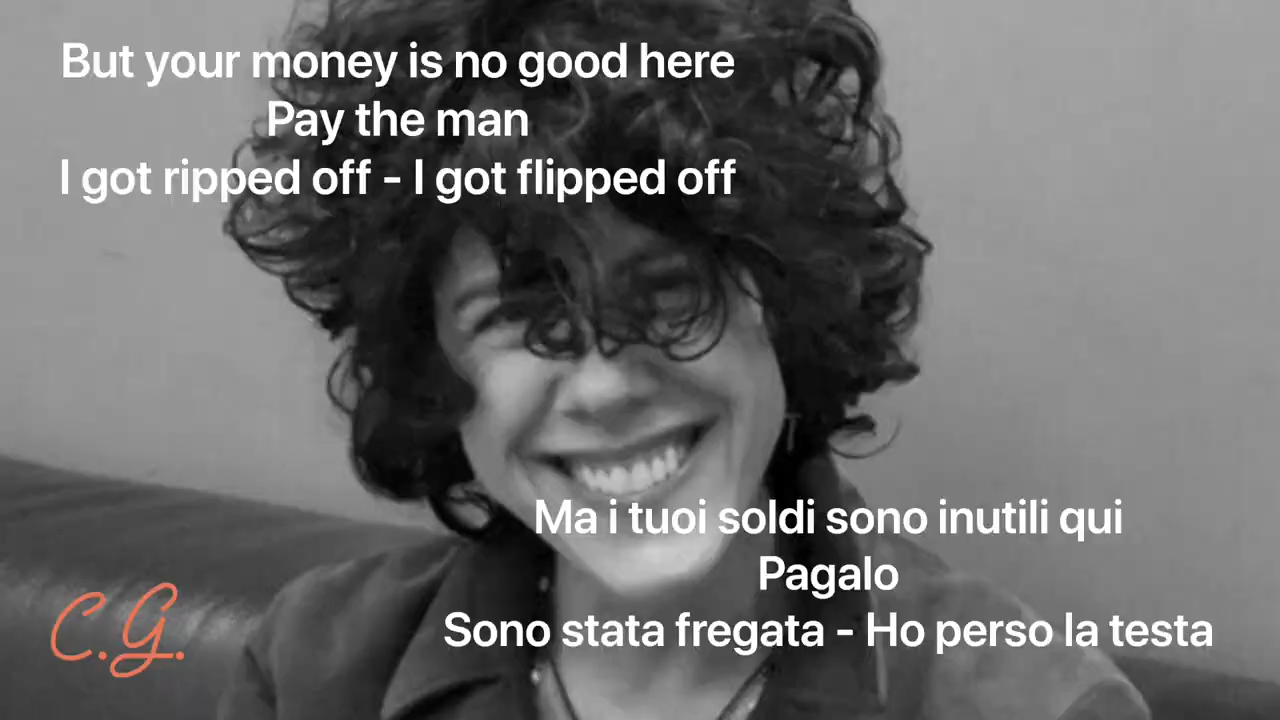 But your money is no good here
Pay the man
I got ripped off - I got flipped off
Ma i tuoi soldi sono inutili qui
Pagalo
Sono stata fregata - Ho perso la testa
C.G.